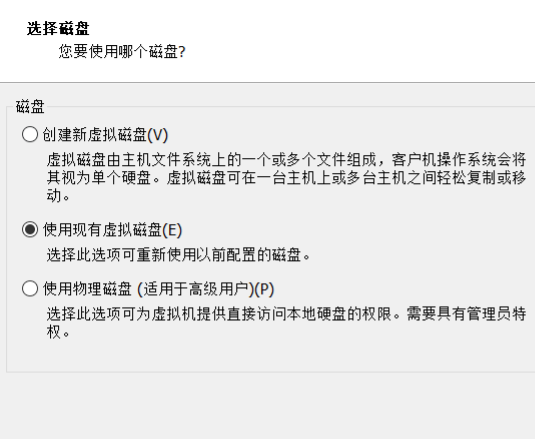 选择磁盘
您要使用哪个磁盘?
磁盘
创建新虚拟磁盘(V)
虚拟磁盘由主机文件系统上的一个或多个文件组成，客户机操作系统会将
其视为单个硬盘。虚拟磁盘可在一台主机上或多台主机之间轻松复制或移
动。
使用现有虚拟磁盘(E)
选择此选项可重新使用以前配置的磁盘。
使用物理磁盘 (适用于高级用户)(P)
选择此选项可为虚拟机提供直接访问本地硬盘的权限。需要具有管理员特
权。